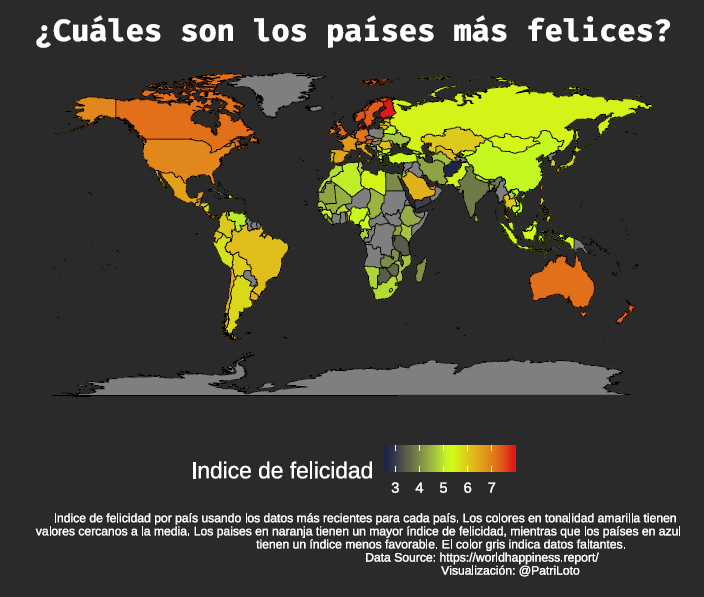 ¿Cuáles son los países más felices?
Indice de felicidad
3 4 5 6 7
Indice de felicidad por país usando los datos más recientes para cada país. Los colores en tonalidad amarilla tienen
valores cercanos a la media. Los paises en naranja tienen un mayor índice de felicidad, mientras que los países en azul
tienen un índice menos favorable. El color gris indica datos faltantes.
Data Source: https://worldhappiness.report/
Visualización: @PatriLoto